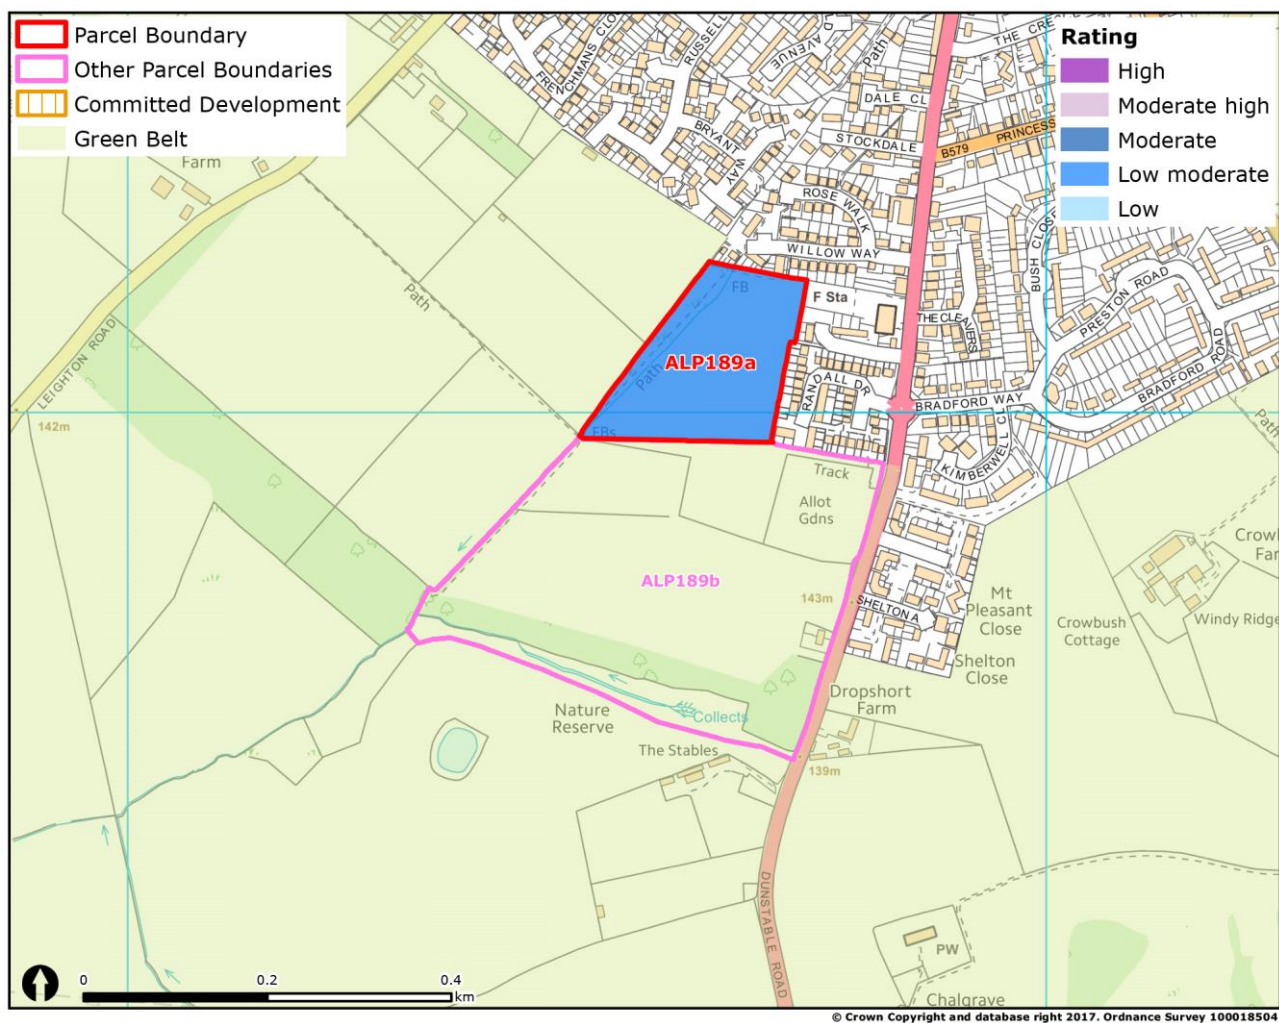 Parcel Boundary
Other Parcel Boundaries
Committed Development
Green Belt
Rating
High
Moderate high
Moderate
Low moderate
Low
Farm
FRENCHMANS CLO
RUSSELL
AVENUE
Path
THE CRE
DALE CL
STOCKDALE
B579 PRINCESS
BRYANT WAY
ROSE WALK
WILLOW WAY
BUSH CLOSE
PRESTON ROAD
Path
FB
F Sta
THE CLEAVERS
BRADFORD ROAD
LEIGHTON ROAD
ALP189a
Path
RANDALL DR
BRADFORD WAY
142m
FBs
KIMBERWELL CL
Path
Track
Allot
Gdns
ALP189b
143m
SHELTON A
Mt
Pleasant
Close
Crowbush
Cottage
Windy Ridge
Shelton
Close
Dropshort
Farm
Collects
Nature
Reserve
The Stables
139m
DUNSTABLE ROAD
PW
Chalgrave
0
0.2
0.4
km
© Crown Copyright and database right 2017. Ordnance Survey 100018504